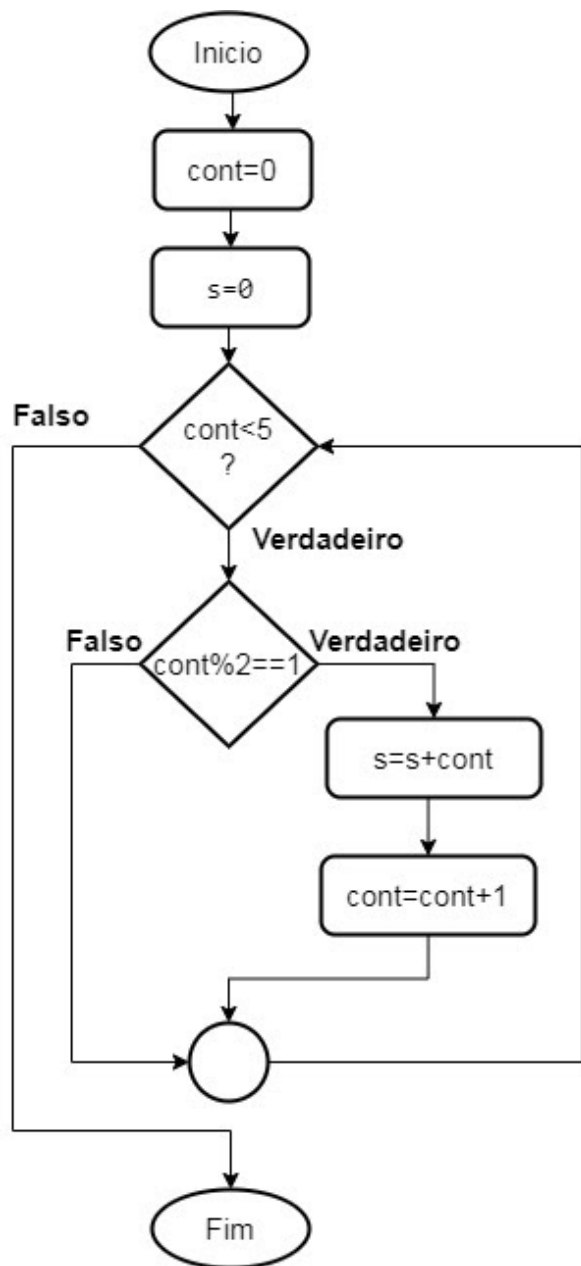 Inicio
cont=0
s=0
Falso
cont<5
?
Verdadeiro
Falso
cont%2==1
Verdadeiro
s=s+cont
cont=cont+1
Fim